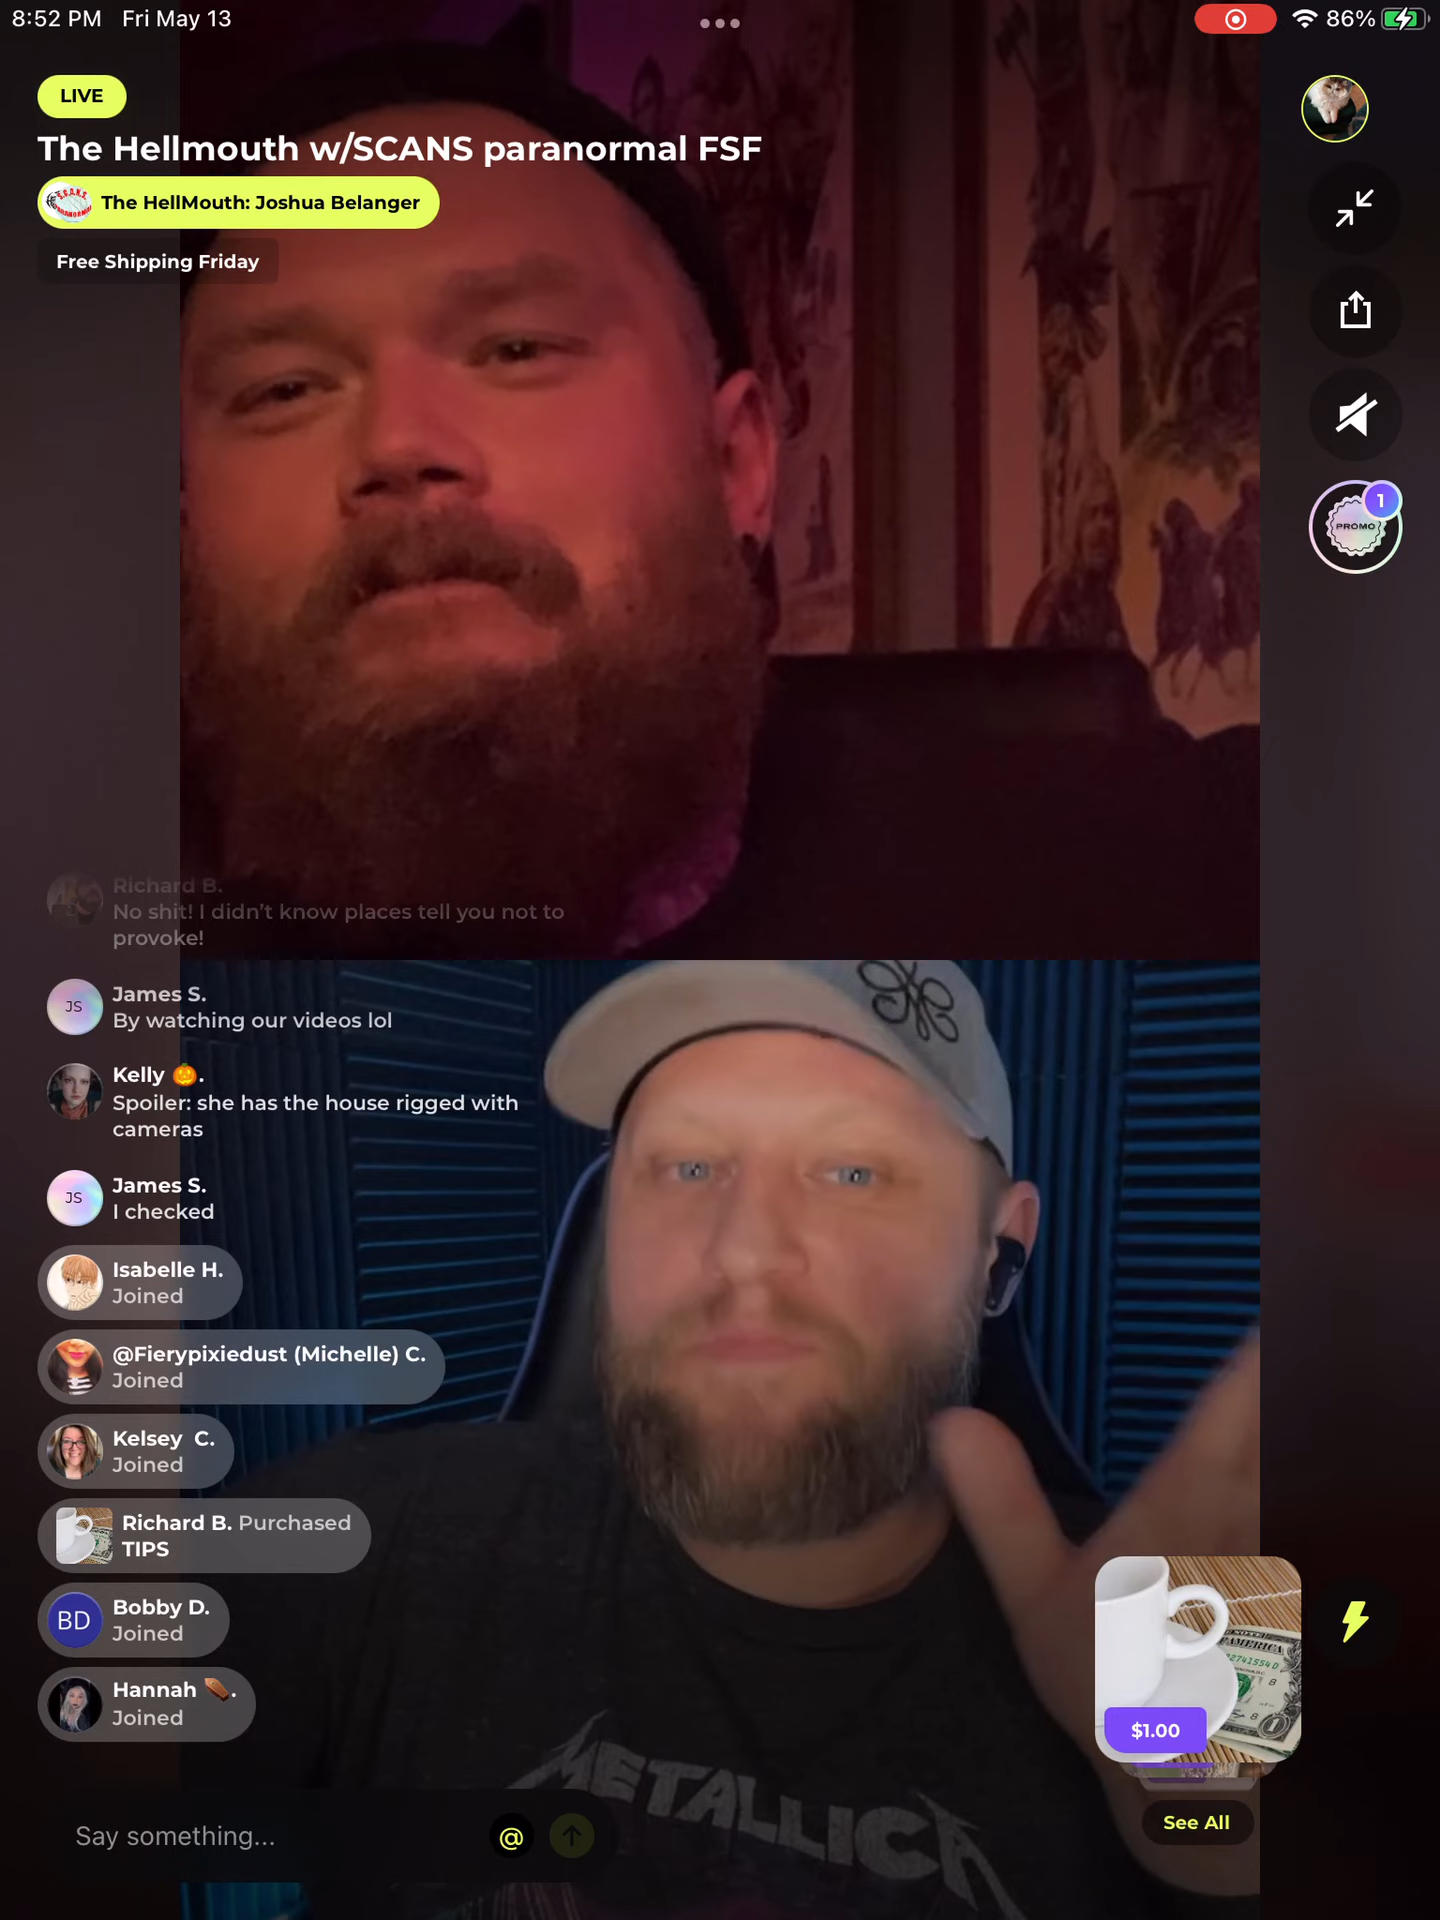 8:52 PM Fri May 13
86%
LIVE
The Hellmouth w/SCANS paranormal FSF
The HellMouth: Joshua Belanger
Free Shipping Friday
1
PROMO
Richard B.
No shit! I didn’t know places tell you not to
provoke!
JS
James S.
By watching our videos lol
Kelly 🎃.
Spoiler: she has the house rigged with
cameras
JS
James S.
I checked
Isabelle H.
Joined
@Fierypixiedust (Michelle) C.
Joined
Kelsey C.
Joined
Richard B. Purchased
TIPS
BD
Bobby D.
Joined
Hannah ⚰️.
Joined
METALLICA
$1.00
See All
Say something...
@